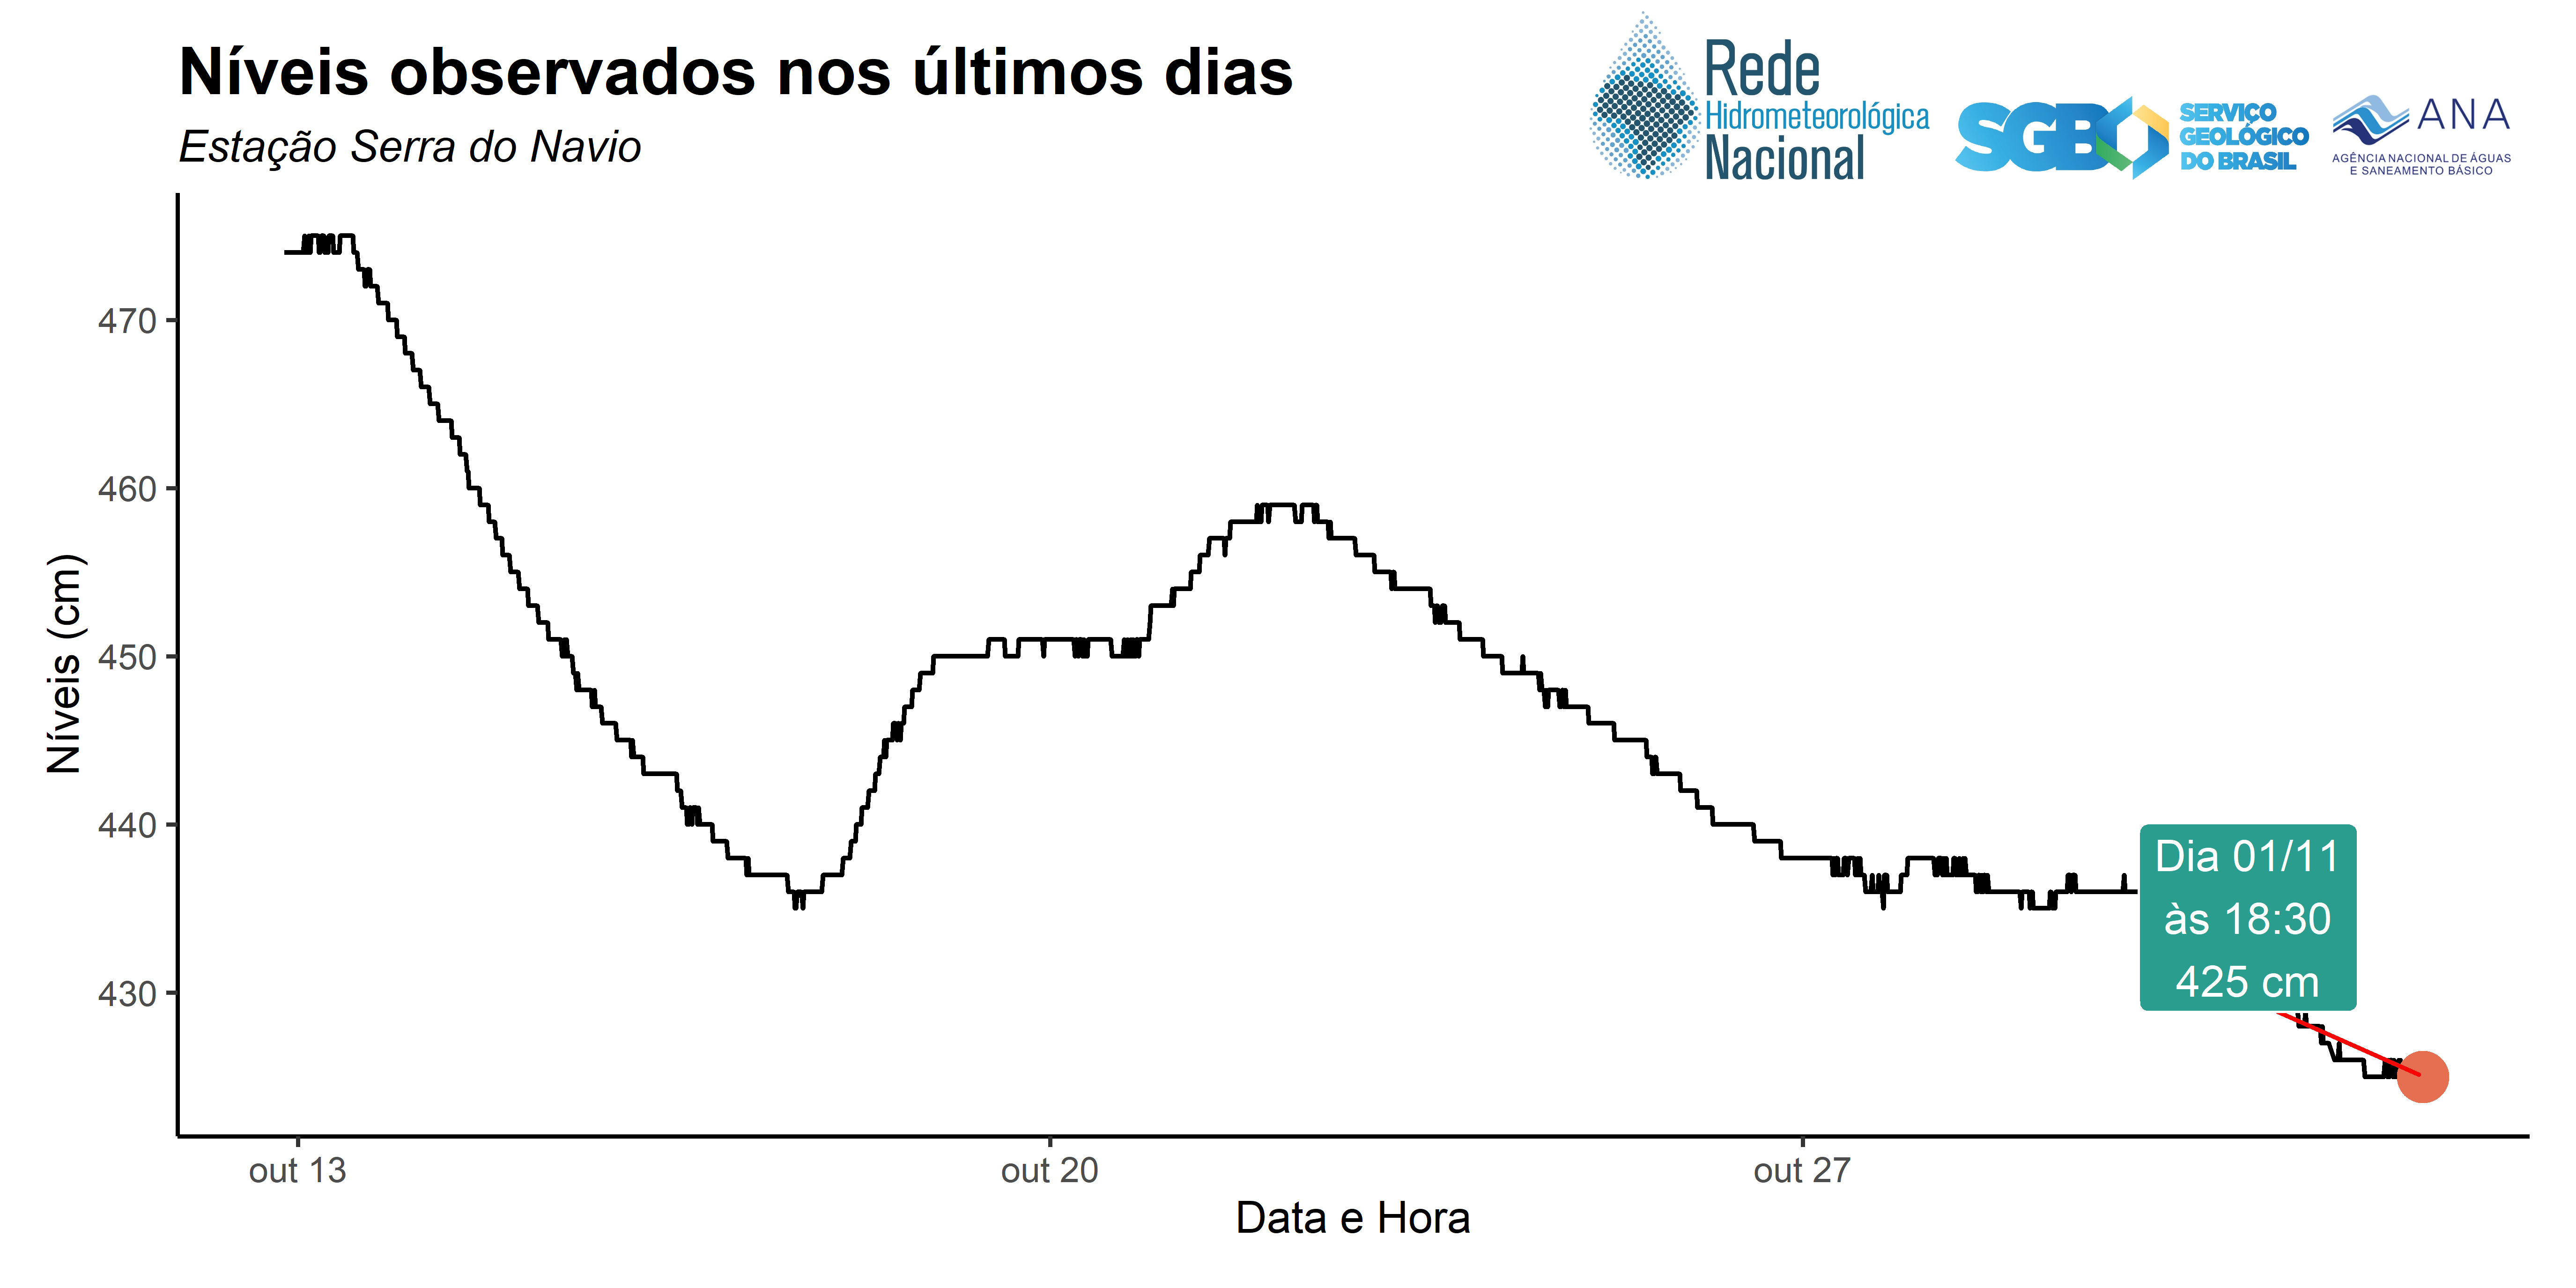 Níveis observados nos últimos dias
Estação Serra do Navio
Rede
Hidrometeorológica
Nacional
SGB
SERVIÇO
GEOLÓGICO
DO BRASIL
ANA
AGÊNCIA NACIONAL DE ÁGUAS
E SANEAMENTO BÁSICO
Níveis (cm)
470
460
450
440
430
Dia 01/11
às 18:30
425 cm
out 13
out 20
out 27
Data e Hora